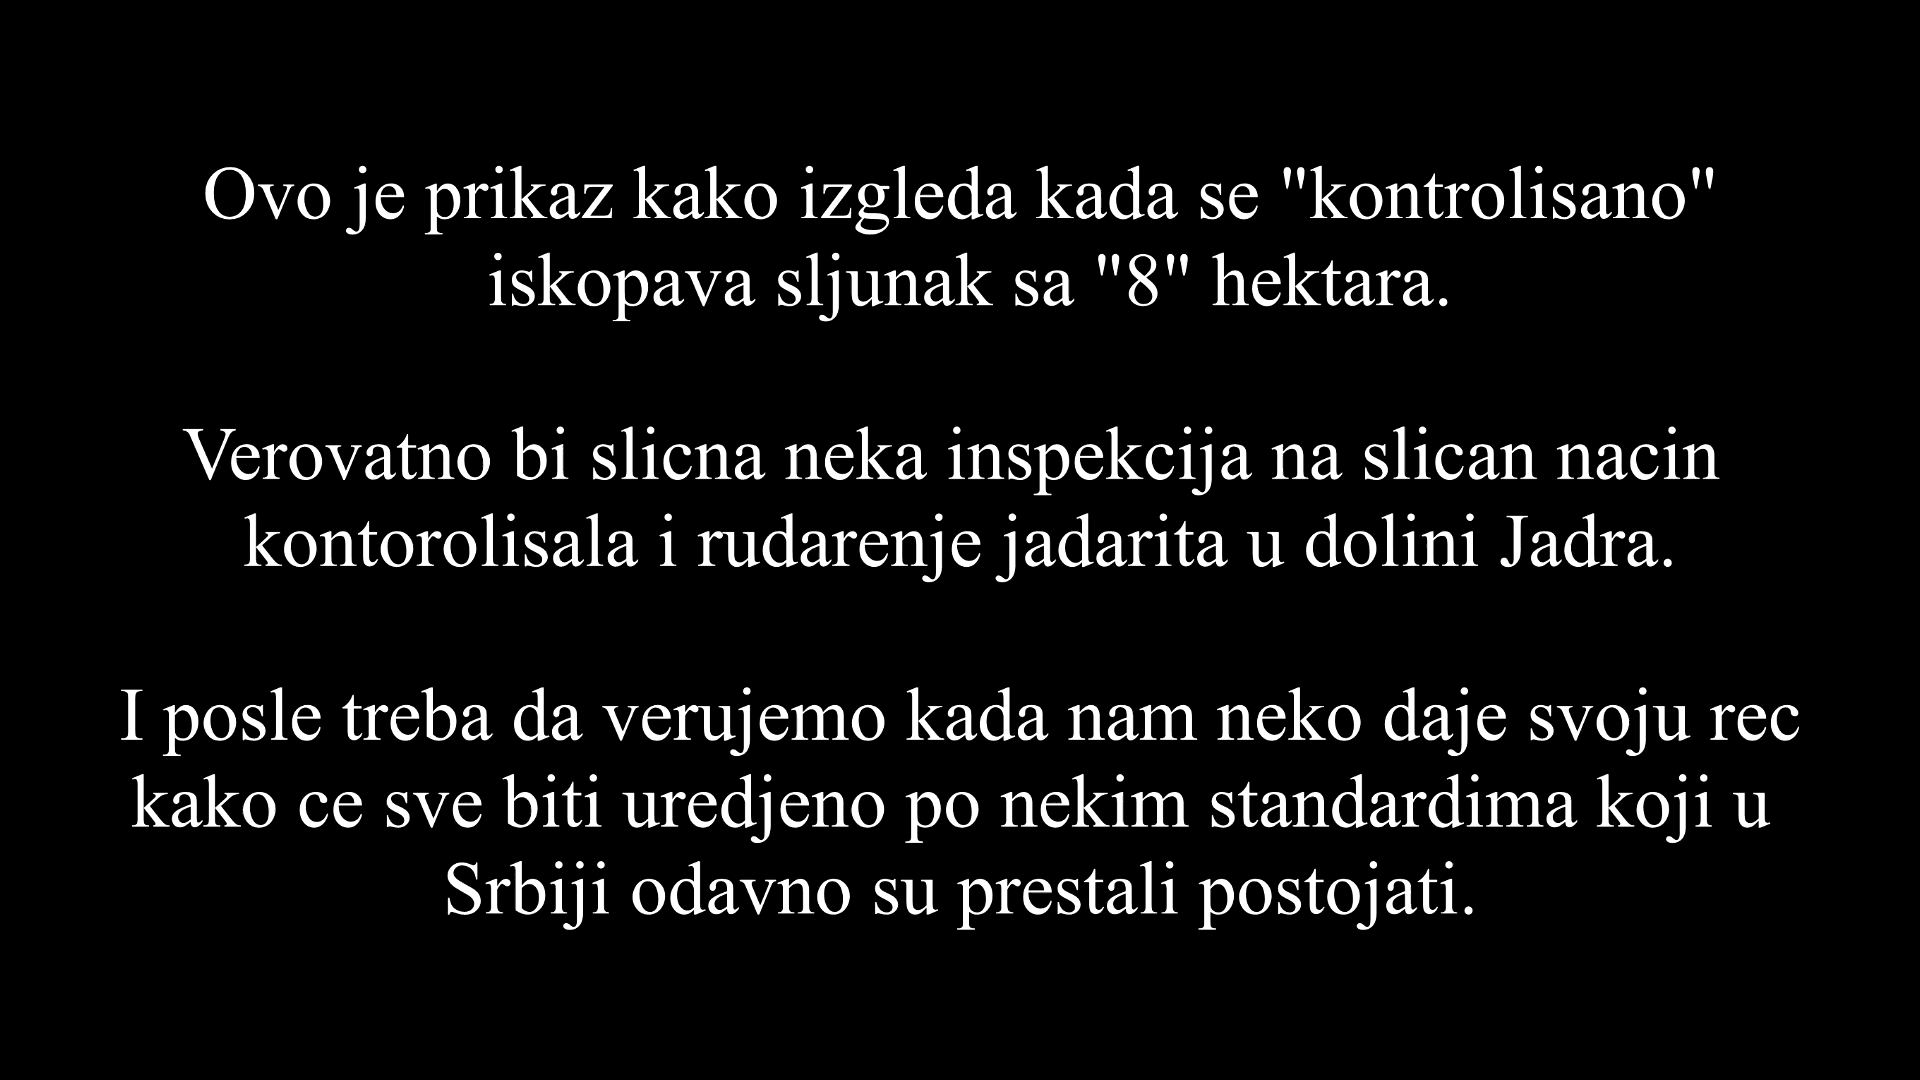 Ovo je prikaz kako izgleda kada se "kontrolisano"
iskopava sljunak sa "8" hektara.
Verovatno bi slicna neka inspekcija na slican nacin
kontorolisala i rudarenje jadarita u dolini Jadra.
I posle treba da verujemo kada nam neko daje svoju rec
kako ce sve biti uredjeno po nekim standardima koji u
Srbiji odavno su prestali postojati.